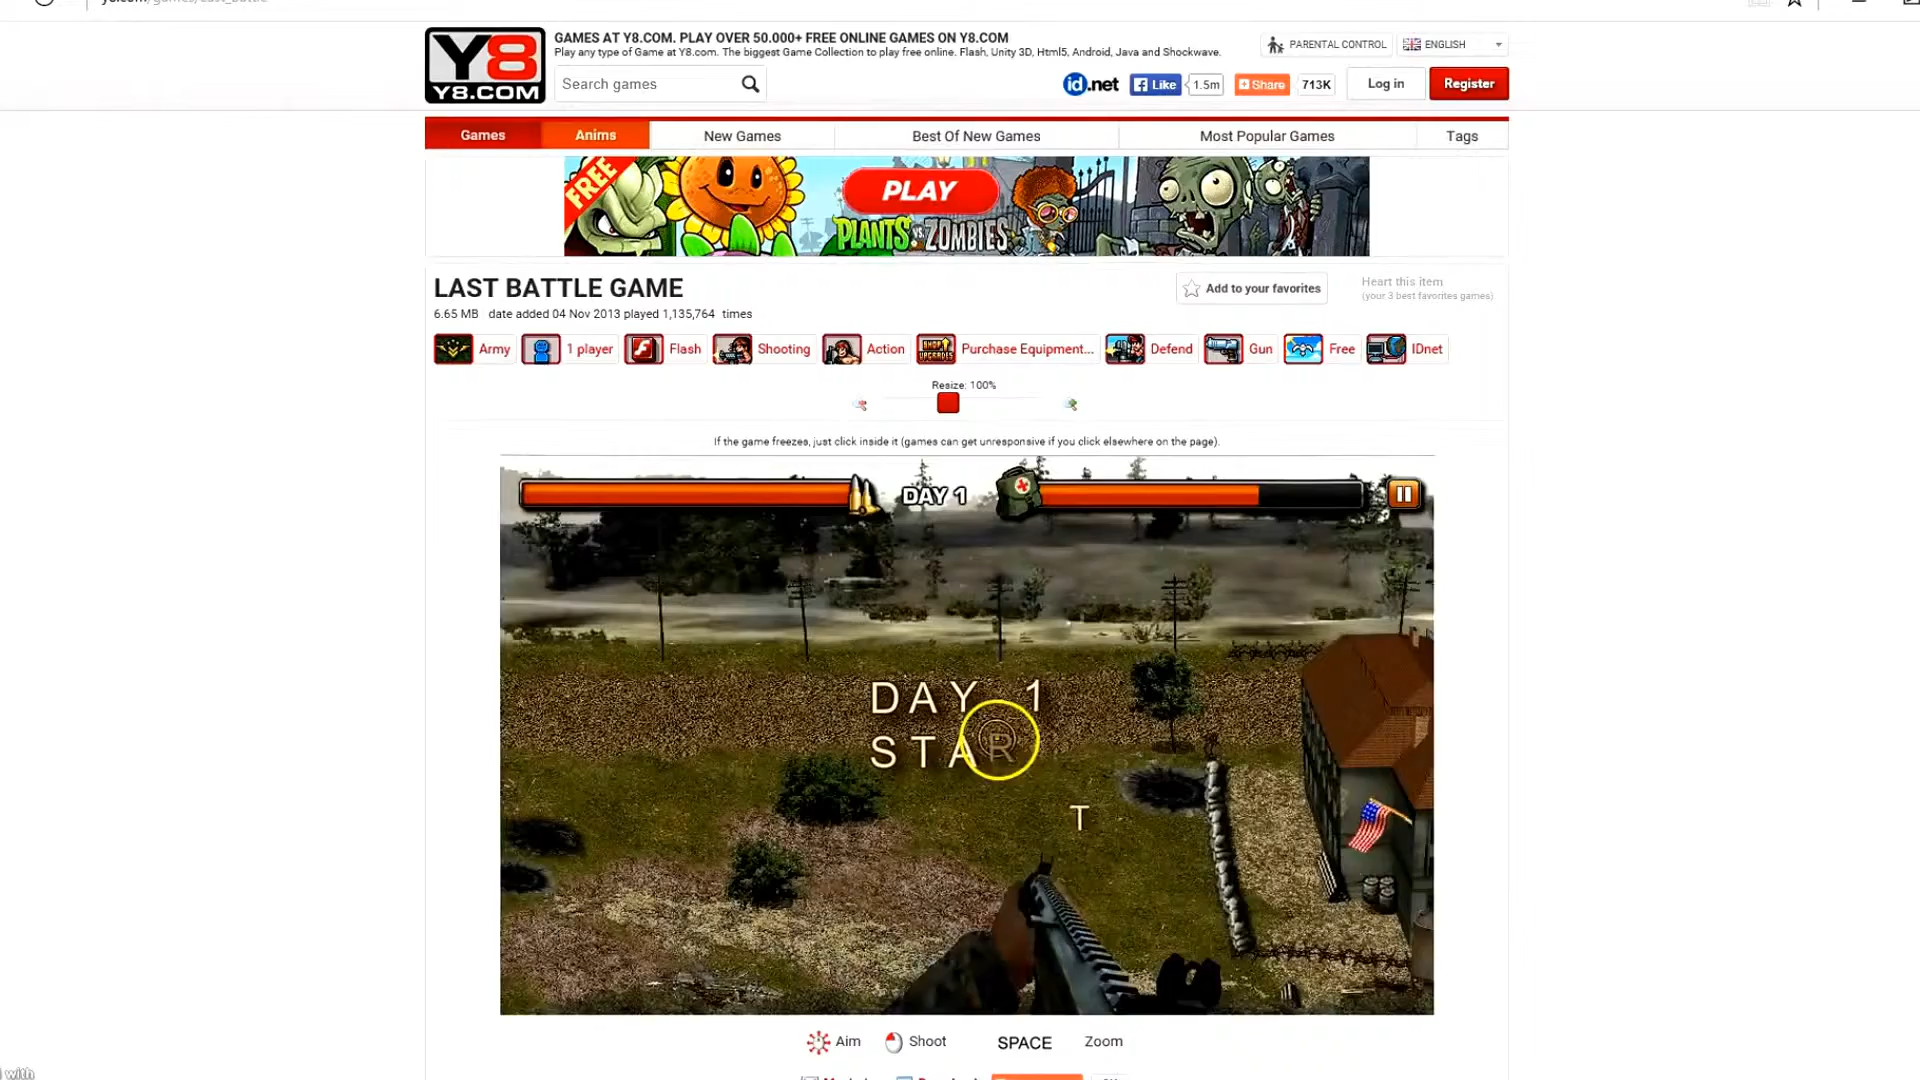 Y8
Y8.COM
GAMES AT Y8.COM. PLAY OVER 50.000+ FREE ONLINE GAMES ON Y8.COM
Play any type of Game at Y8.com. The biggest Game Collection to play free online. Flash, Unity 3D, Html5, Android, Java and Shockwave.
PARENTAL CONTROL
ENGLISH
Search games
id.net
Like 1.5m
Share 713K
Log in
Register
Games
Anims
New Games
Best Of New Games
Most Popular Games
Tags
FREE
PLAY
PLANTS VS. ZOMBIES
LAST BATTLE GAME
6.65 MB date added 04 Nov 2013 played 1,135,764 times
Add to your favorites
Heart this item
(your 3 best favorites games).
Army
1 player
Flash
Shooting
Action
Purchase Equipment...
Defend
Gun
Free
IDnet
Resize: 100%
If the game freezes, just click inside it (games can get unresponsive if you click elsewhere on the page).
DAY 1
DAY 1
STAR
T
Aim
Shoot
SPACE
Zoom
with